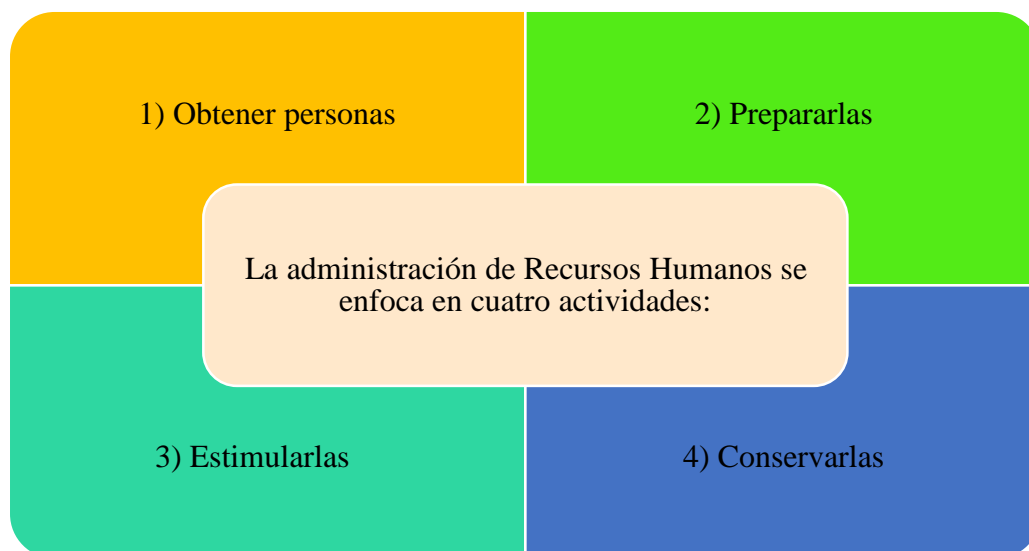 1) Obtener personas
2) Prepararlas
La administración de Recursos Humanos se
enfoca en cuatro actividades:
3) Estimularlas
4) Conservarlas